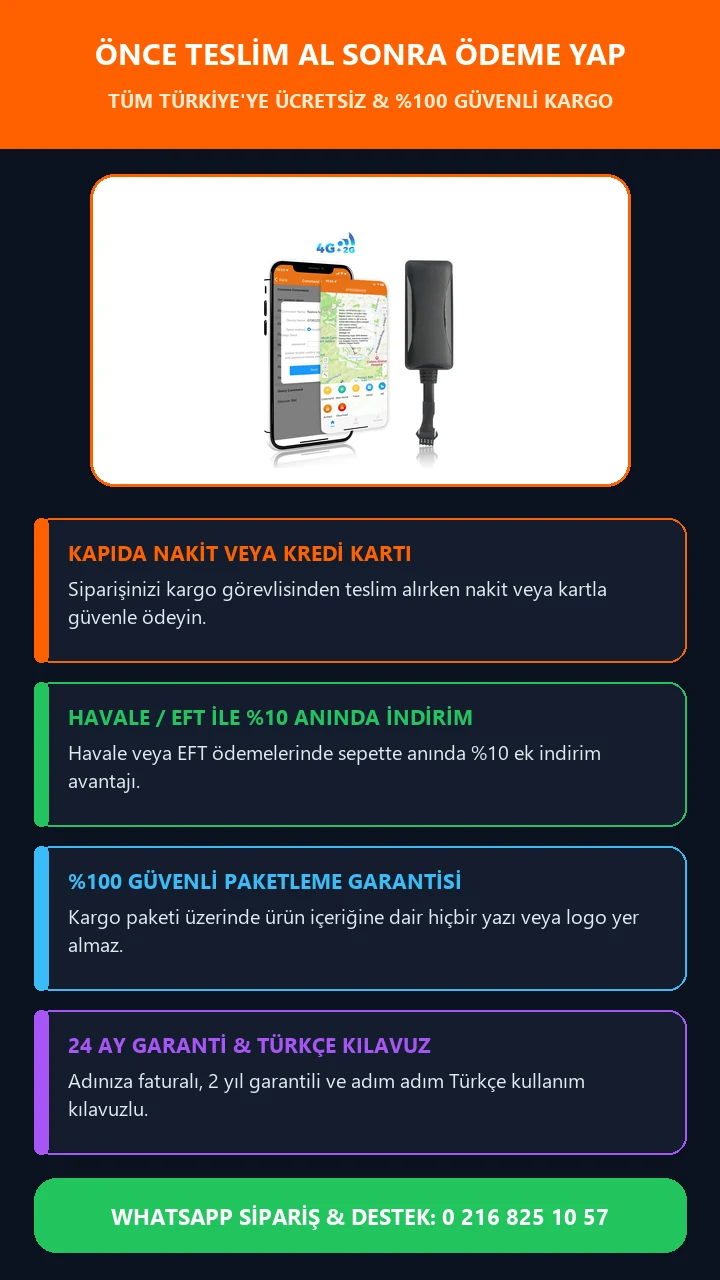 ÖNCE TESLİM AL SONRA ÖDEME YAP
TÜM TÜRKİYE'YE ÜCRETSİZ & %100 GÜVENLİ KARGO
4G+2G
KAPIDA NAKİT VEYA KREDİ KARTI
Siparişinizi kargo görevlisinden teslim alırken nakit veya kartla
güvenle ödeyin.
HAVALE / EFT İLE %10 ANINDA İNDİRİM
Havale veya EFT ödemelerinde sepette anında %10 ek indirim
avantajı.
%100 GÜVENLİ PAKETLEME GARANTİSİ
Kargo paketi üzerinde ürün içeriğine dair hiçbir yazı veya logo yer
almaz.
24 AY GARANTİ & TÜRKÇE KILAVUZ
Adınıza faturalı, 2 yıl garantili ve adım adım Türkçe kullanım
kılavuzlu.
WHATSAPP SİPARİŞ & DESTEK: 0 216 825 10 57